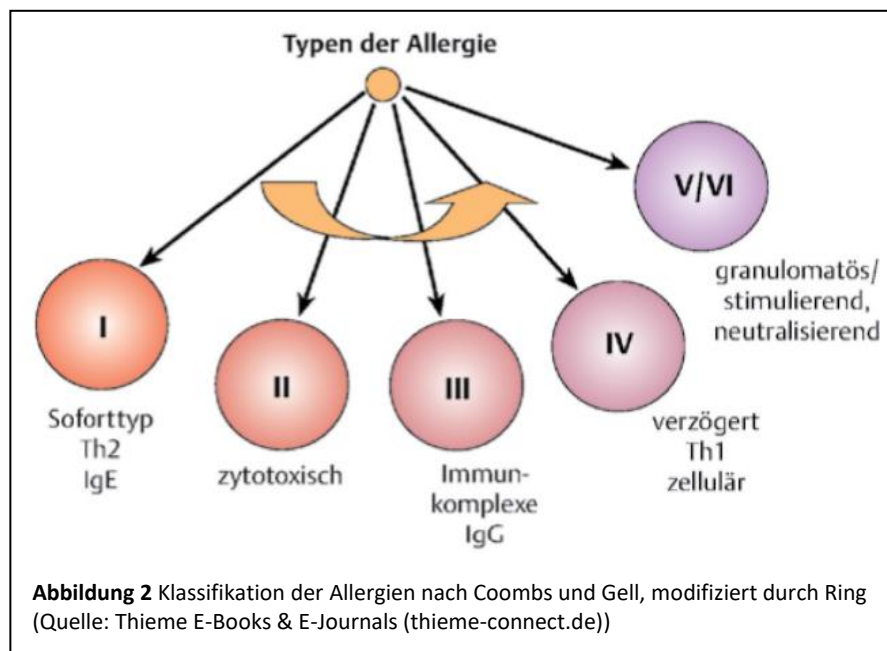 Typen der Allergie
I
Soforttyp
Th2
IgE
II
zytotoxisch
III
Immun-
komplexe
IgG
IV
verzögert
Th1
zellulär
V/VI
granulomatös/
stimulierend,
neutralisierend
Abbildung 2 Klassifikation der Allergien nach Coombs und Gell, modifiziert durch Ring
(Quelle: Thieme E-Books & E-Journals (thieme-connect.de))